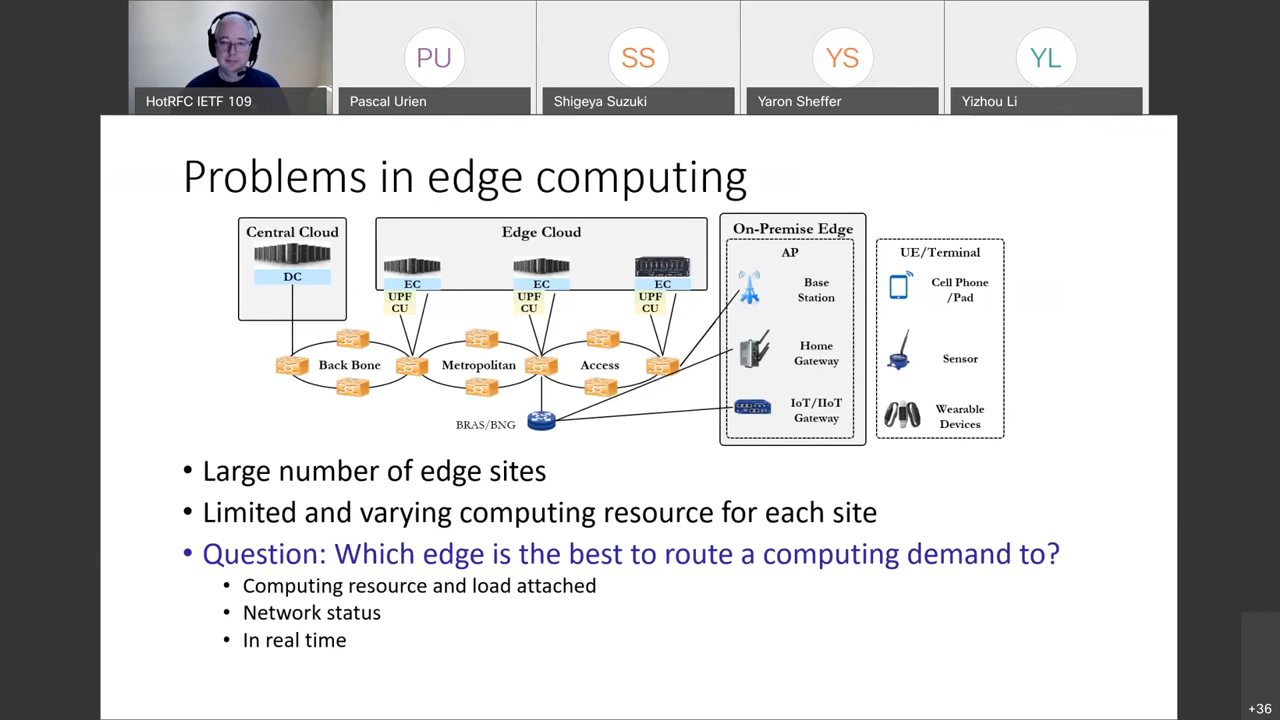 PU
SS
YS
YL
HotRFC IETF 109
Pascal Urien
Shigeya Suzuki
Yaron Sheffer
Yizhou Li
Problems in edge computing
Central Cloud
DC
Edge Cloud
EC
UPF
CU
EC
UPF
CU
EC
UPF
CU
Back Bone
Metropolitan
Access
BRAS/BNG
On-Premise Edge
AP
Base
Station
Home
Gateway
IoT/IIoT
Gateway
UE/Terminal
Cell Phone
/Pad
Sensor
Wearable
Devices
• Large number of edge sites
• Limited and varying computing resource for each site
• Question: Which edge is the best to route a computing demand to?
• Computing resource and load attached
• Network status
• In real time
+36